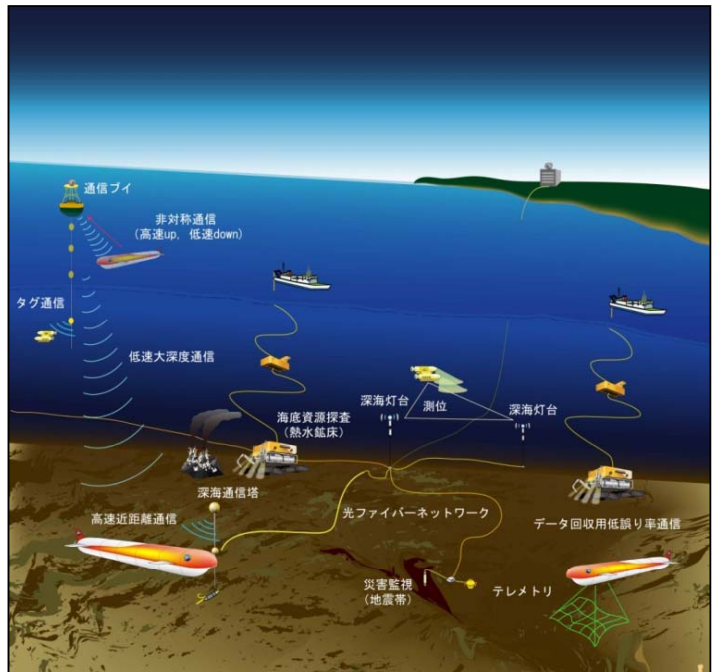 通信ブイ
非対称通信
(高速up, 低速down)
タグ通信
低速大深度通信
海底資源探査
(熱水鉱床)
深海灯台
測位
深海灯台
深海通信塔
高速近距離通信
光ファイバーネットワーク
データ回収用低誤り率通信
災害監視
(地震帯)
テレメトリ